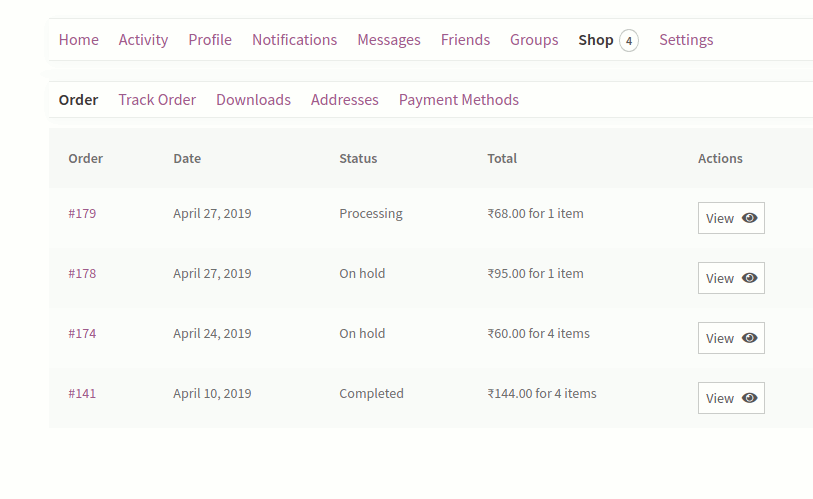 Home Activity Profile Notifications Messages Friends Groups Shop 4 Settings
Order Track Order Downloads Addresses Payment Methods
Order Date Status Total Actions
#179 April 27, 2019 Processing ₹68.00 for 1 item View
#178 April 27, 2019 On hold ₹95.00 for 1 item View
#174 April 24, 2019 On hold ₹60.00 for 4 items View
#141 April 10, 2019 Completed ₹144.00 for 4 items View